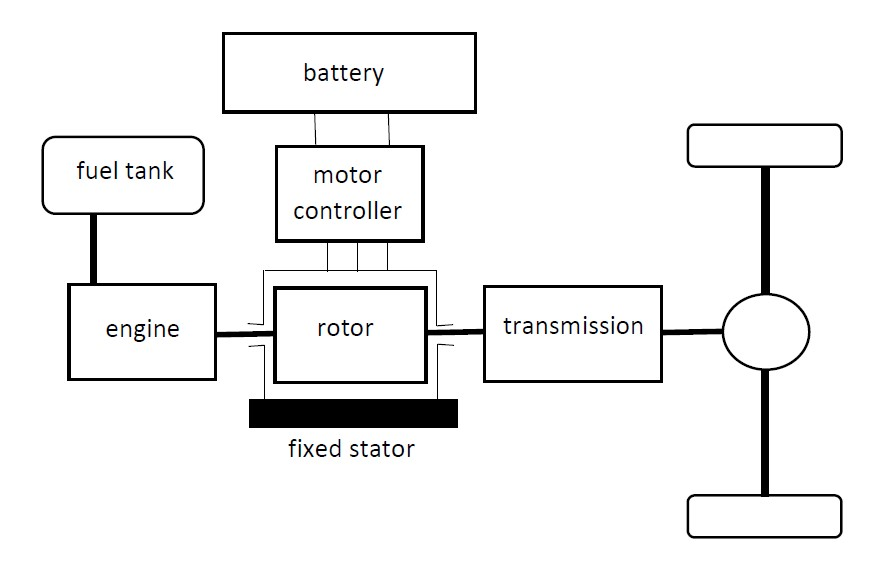 battery
fuel tank
motor
controller
engine
rotor
transmission
fixed stator